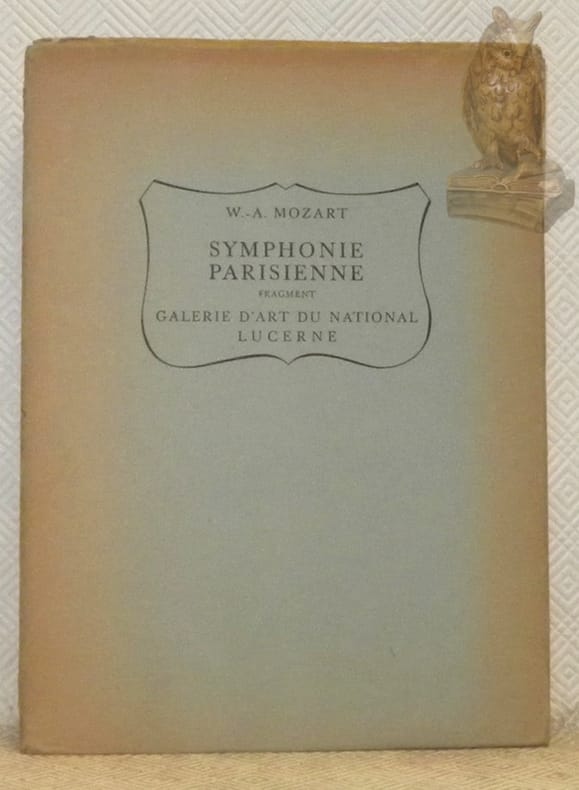 W.-A. MOZART
SYMPHONIE
PARISIENNE
FRAGMENT
GALERIE D'ART DU NATIONAL
LUCERNE